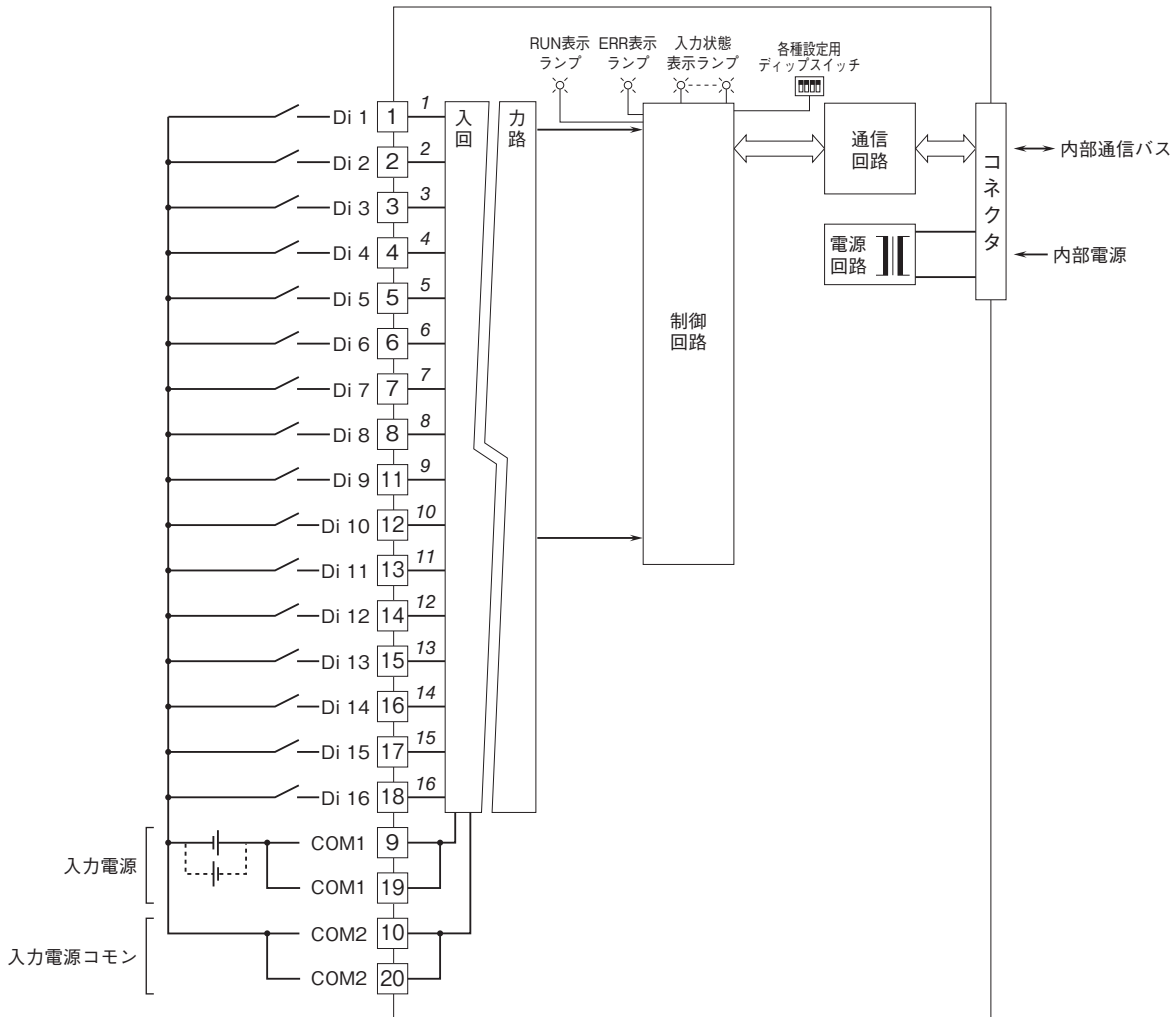 RUN表示
ランプ
ERR表示
ランプ
入力状態
表示ランプ
各種設定用
ディップスイッチ
Di 1 1 1
Di 2 2 2
Di 3 3 3
Di 4 4 4
Di 5 5 5
Di 6 6 6
Di 7 7 7
Di 8 8 8
Di 9 11 9
Di 10 12 10
Di 11 13 11
Di 12 14 12
Di 13 15 13
Di 14 16 14
Di 15 17 15
Di 16 18 16
入力
回路
制御
回路
通信
回路
電源
回路
コネクタ
内部通信バス
内部電源
入力電源
COM1 9
COM1 19
入力電源コモン
COM2 10
COM2 20